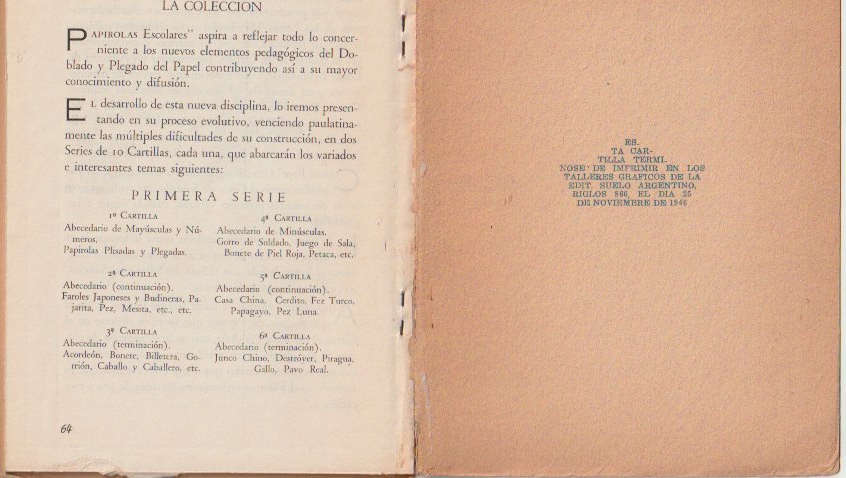 LA COLECCION
PAPIROLAS Escolares" aspira a reflejar todo lo concer-
niente a los nuevos elementos pedagógicos del Do-
blado y Plegado del Papel contribuyendo así a su mayor
conocimiento y difusión.
EL desarrollo de esta nueva disciplina, lo iremos presen-
tando en su proceso evolutivo, venciendo paulatina-
mente las múltiples dificultades de su construcción, en dos
Series de 10 Cartillas, cada una, que abarcarán los variados
e interesantes temas siguientes:
PRIMERA SERIE
1º CARTILLA
Abecedario de Mayúsculas y Nú-
meros.
Papirolas Plisadas y Plegadas.
2ª CARTILLA
Abecedario (continuación).
Faroles Japoneses y Budineras, Pa-
jarita, Pez, Mesita, etc., etc.
3º CARTILLA
Abecedario (terminación).
Acordeón, Bonete, Billetera, Go-
rrión, Caballo y Caballero, etc.
4ª CARTILLA
Abecedario de Minúsculas.
Gorro de Soldado, Juego de Sala,
Bonete de Piel Roja, Petaca, etc.
5ª CARTILLA
Abecedario (continuación).
Casa China, Cerdito, Fez Turco,
Papagayo, Pez Luna.
6º CARTILLA
Abecedario (terminación).
Junco Chino, Destróyer, Piragua,
Gallo, Pavo Real.
64
ES-
TA CAR-
TILLA TERMI-
NOSE DE IMPRIMIR EN LOS
TALLERES GRAFICOS DE LA
EDIT. SUELO ARGENTINO,
RIGLOS 866, EL DIA 25
DE NOVIEMBRE DE 1946